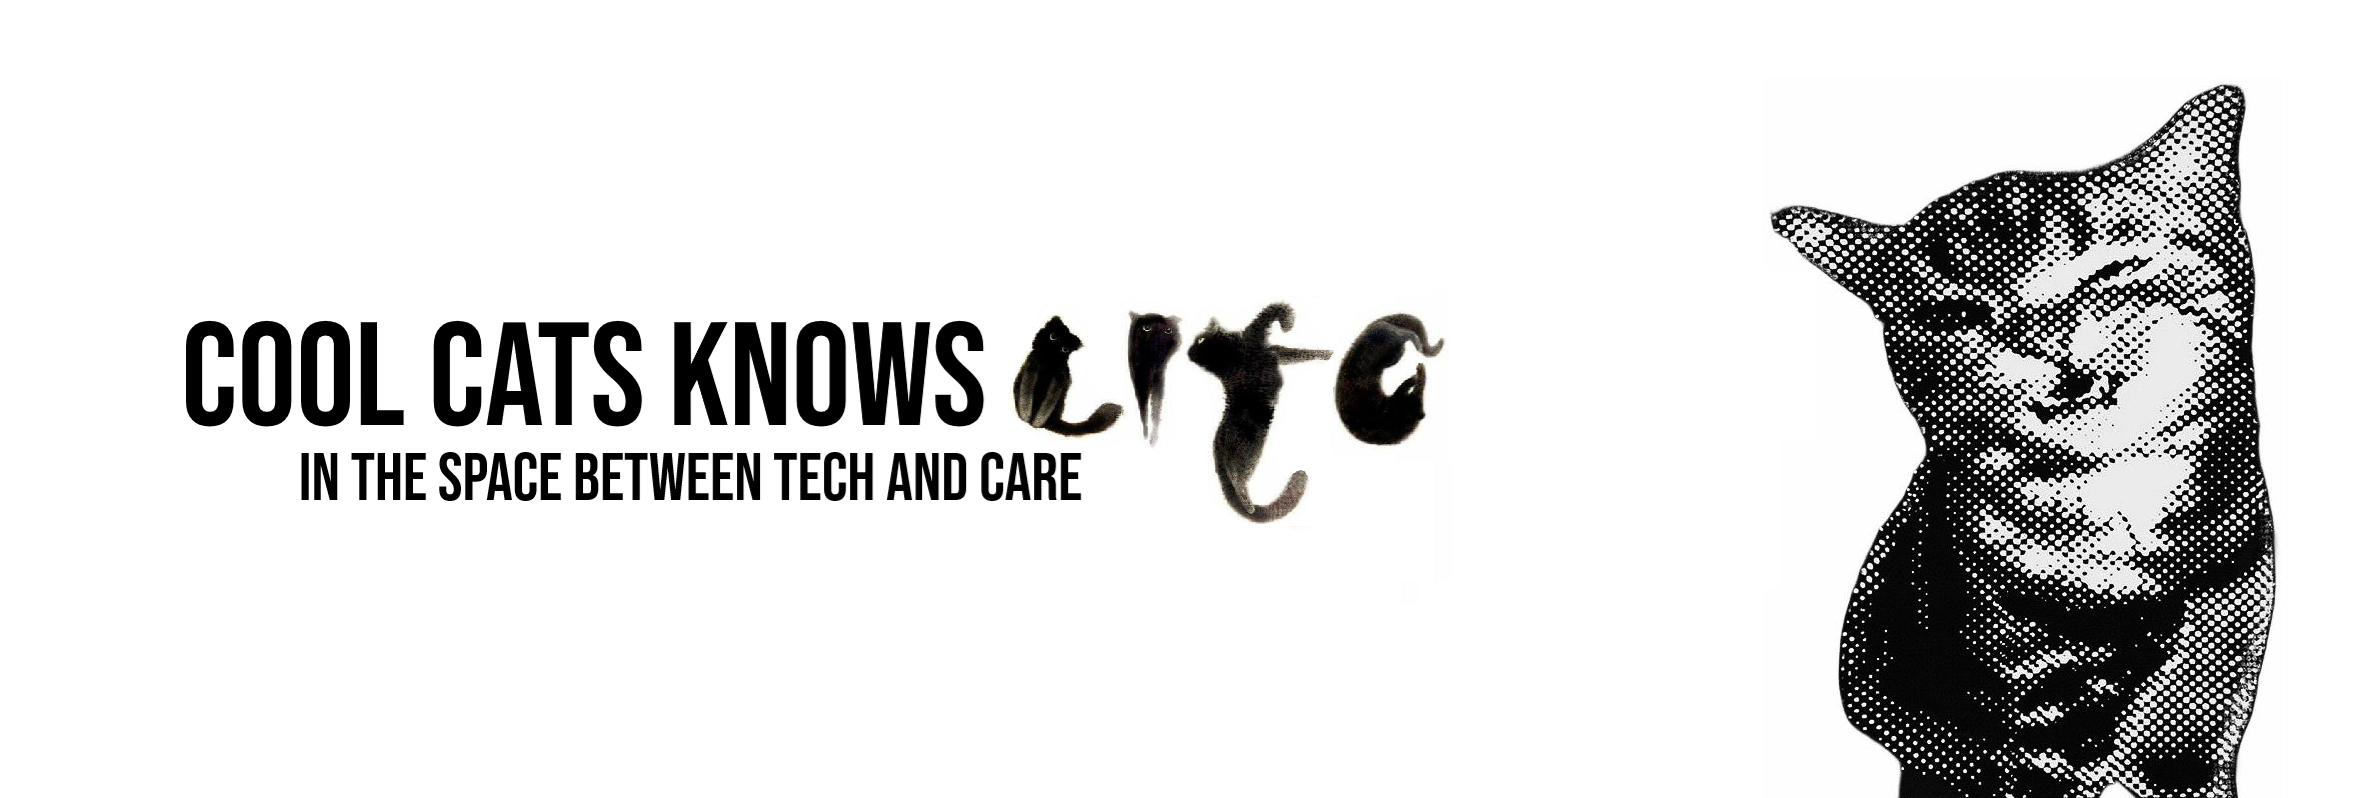 COOL CATS KNOWS Life
IN THE SPACE BETWEEN TECH AND CARE